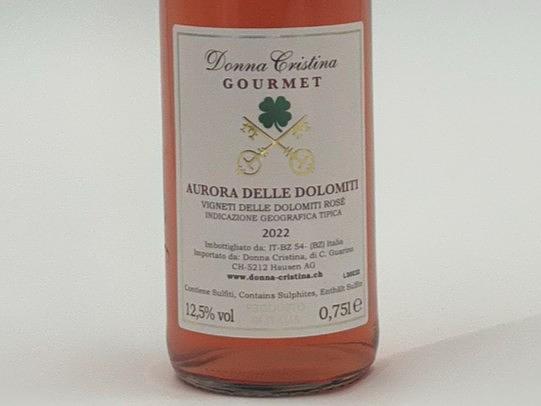 Donna Cristina
GOURMET
AURORA DELLE DOLOMITI
VIGNETI DELLE DOLOMITI ROSÈ
INDICAZIONE GEOGRAFICA TIPICA
2022
Imbottigliato da: IT-BZ 54- (BZ) Italia
Importato da: Donna Cristina, di C. Guarino
CH-5212 Hausen AG
www.donna-cristina.ch
Contiene Sulfiti, Contains Sulphites, Enthält Sulfite
12,5% vol PRODOTTO 0,75l e